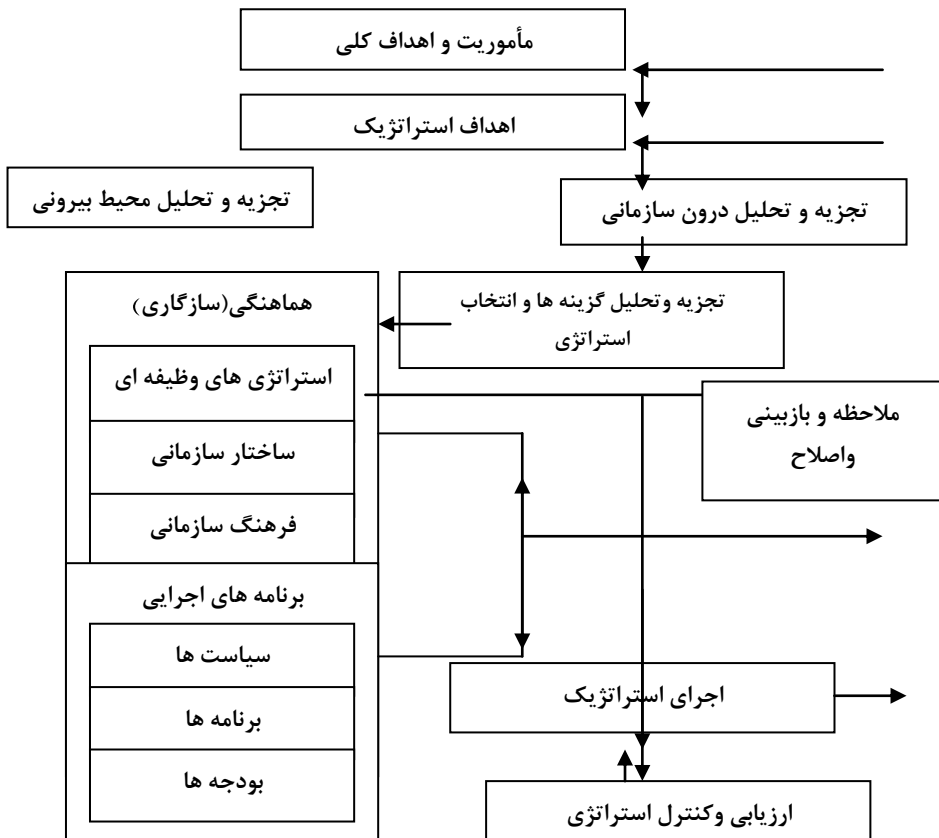 مأموریت و اهداف کلی
اهداف استراتژیک
تجزیه و تحلیل محیط بیرونی
تجزیه و تحلیل درون سازمانی
تجزیه وتحلیل گزینه ها و انتخاب
استراتژی
هماهنگی(سازگاری)
استراتژی های وظیفه ای
ساختار سازمانی
فرهنگ سازمانی
ملاحظه و بازبینی
واصلاح
برنامه های اجرایی
سیاست ها
برنامه ها
بودجه ها
اجرای استراتژیک
ارزیابی وکنترل استراتژی